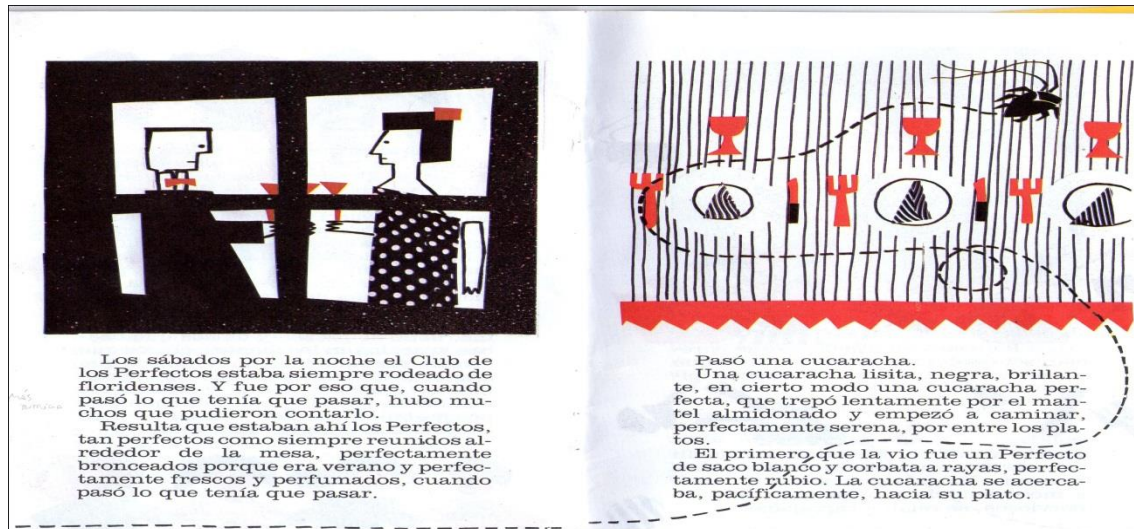 Los sábados por la noche el Club de
los Perfectos estaba siempre rodeado de
floridenses. Y fue por eso que, cuando
pasó lo que tenía que pasar, hubo mu-
chos que pudieron contarlo.
Resulta que estaban ahí los Perfectos,
tan perfectos como siempre reunidos al-
rededor de la mesa, perfectamente
bronceados porque era verano y perfec-
tamente frescos y perfumados, cuando
pasó lo que tenía que pasar.
Pasó una cucaracha.
Una cucaracha lisita, negra, brillan-
te, en cierto modo una cucaracha per-
fecta, que trepó lentamente por el man-
tel almidonado y empezó a caminar,
perfectamente serena, por entre los pla-
tos.
El primero que la vio fue un Perfecto
de saco blanco y corbata a rayas, perfec-
tamente rubio. La cucaracha se acerca-
ba, pacíficamente, hacia su plato.